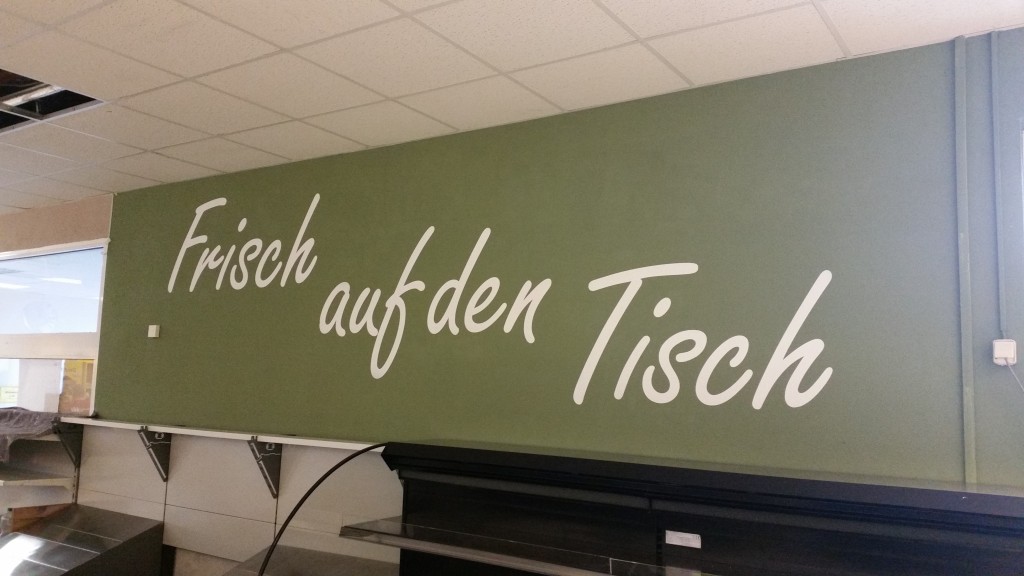 Frisch
auf den
Tisch